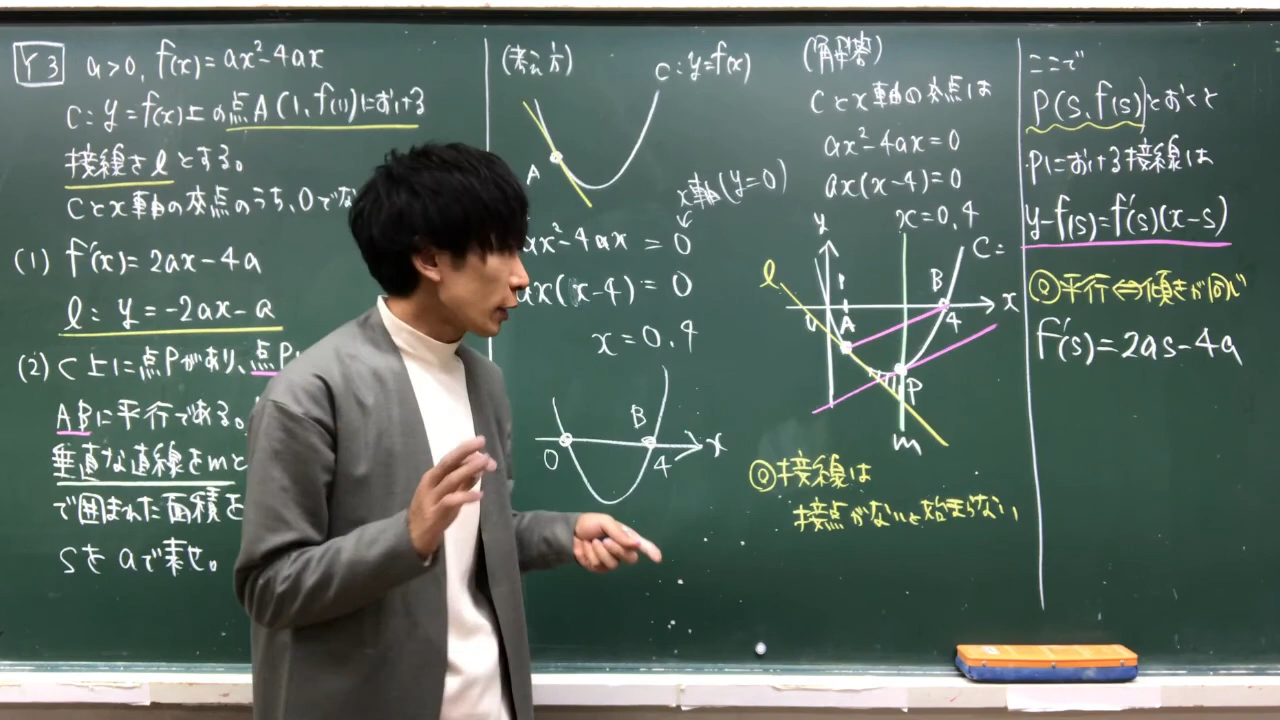 Y3
a>0, f(x)=ax²-4ax
C: y=f(x)上の点A(1, f(1))における
接線をlとする。
Cとx軸の交点のうち、0でな
(1) f'(x)=2ax-4a
l: y=-2ax-a
(2) C上に点Pがあり、点P
ABに平行である。
垂直な直線をmと
で囲まれた面積を
Sをaで表せ。
(考え方)
C: y=f(x)
A
x軸(y=0)
ax²-4ax=0
ax(x-4)=0
x=0,4
B
0
4
x
(解答)
Cとx軸の交点は
ax²-4ax=0
ax(x-4)=0
x=0,4
y
C:
l
1
B
x
0
A
4
P
m
◎接線は
接点がないと始まらない
ここで
P(s, f(s))とおくと
Pにおける接線は
y-f(s)=f'(s)(x-s)
◎平行⇔傾きが同じ
f'(s)=2as-4a